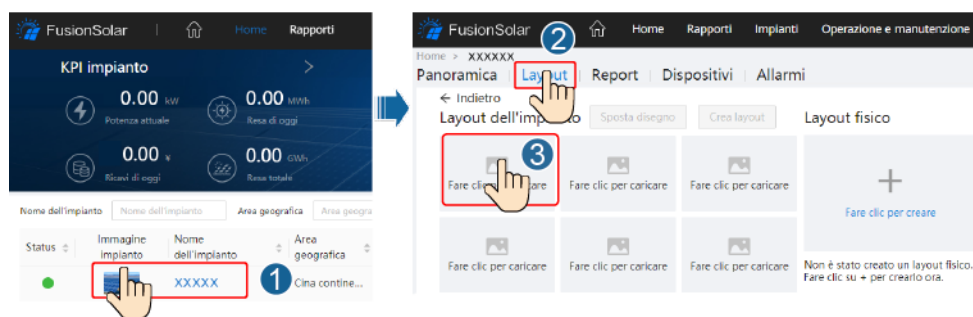 FusionSolar
Home
Rapporti
KPI impianto
>
0.00 kW
Potenza attuale
0.00 MWh
Resa di oggi
0.00 ¥
Ricavi di oggi
0.00 GWh
Resa totale
Nome dell'impianto
Nome dell'impianto
Area geografica
Area geogra
Status
Immagine impianto
Nome dell'impianto
Area geografica
XXXXX
1
Cina contine...
FusionSolar
2
Home
Rapporti
Impianti
Operazione e manutenzione
Home > XXXXXX
Panoramica
Layout
Report
Dispositivi
Allarmi
← Indietro
Layout dell'impianto
Sposta disegno
Crea layout
Layout fisico
3
Fare clic per caricare
Fare clic per caricare
Fare clic per caricare
Fare clic per creare
Fare clic per caricare
Fare clic per caricare
Fare clic per caricare
Non è stato creato un layout fisico.
Fare clic su + per crearlo ora.